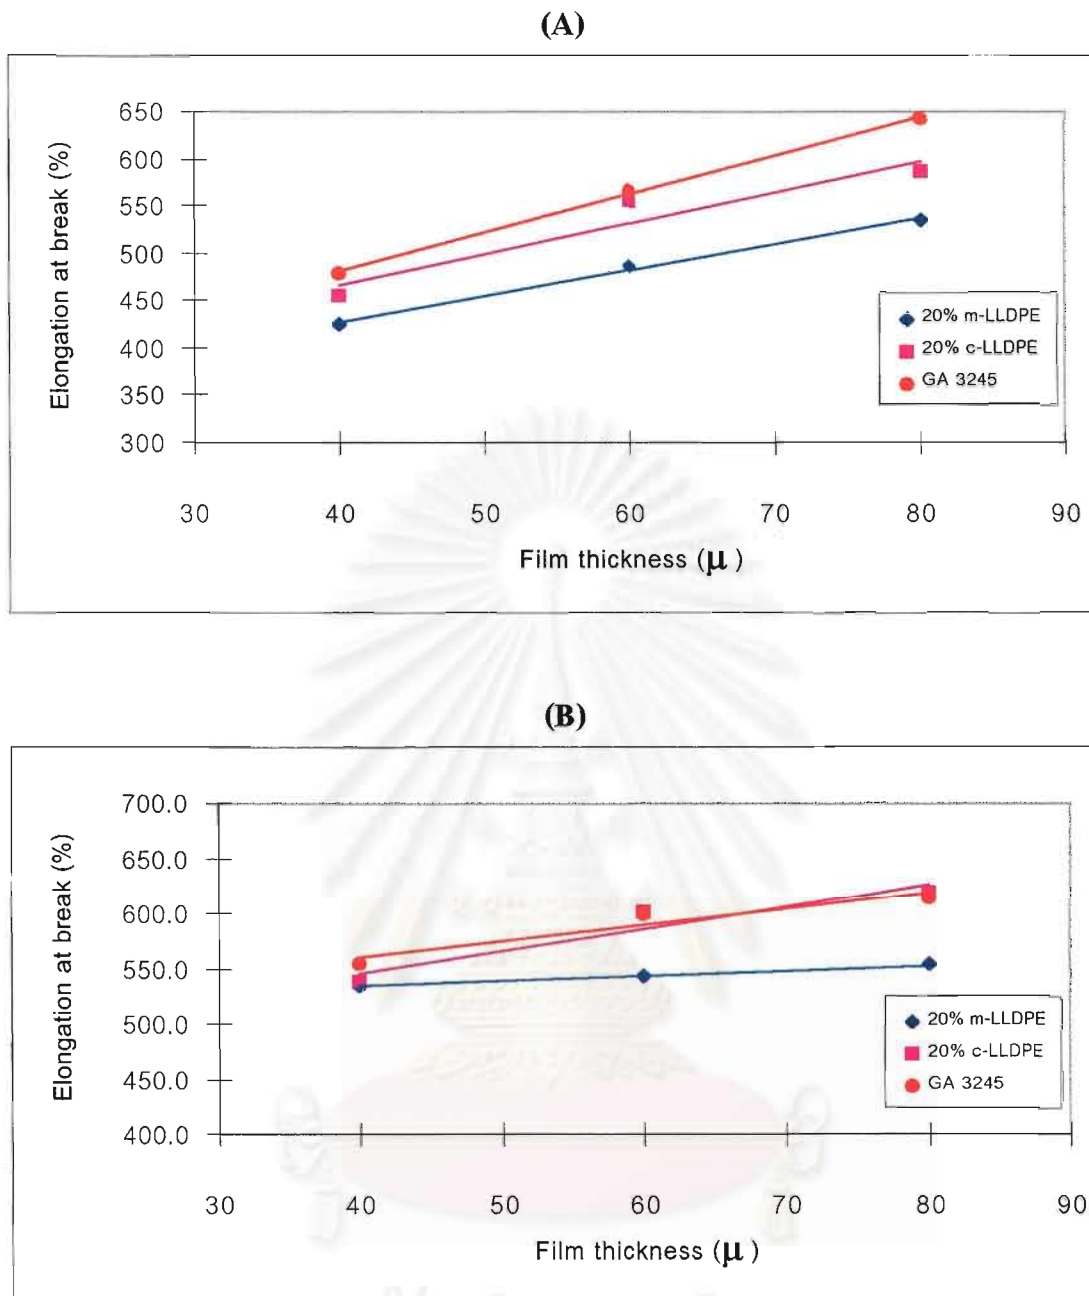 (A)
Elongation at break (%)
650
600
550
500
450
400
350
300
20% m-LLDPE
20% c-LLDPE
GA 3245
30 40 50 60 70 80 90
Film thickness (μ)
(B)
Elongation at break (%)
700.0
650.0
600.0
550.0
500.0
450.0
400.0
20% m-LLDPE
20% c-LLDPE
GA 3245
30 40 50 60 70 80 90
Film thickness (μ)